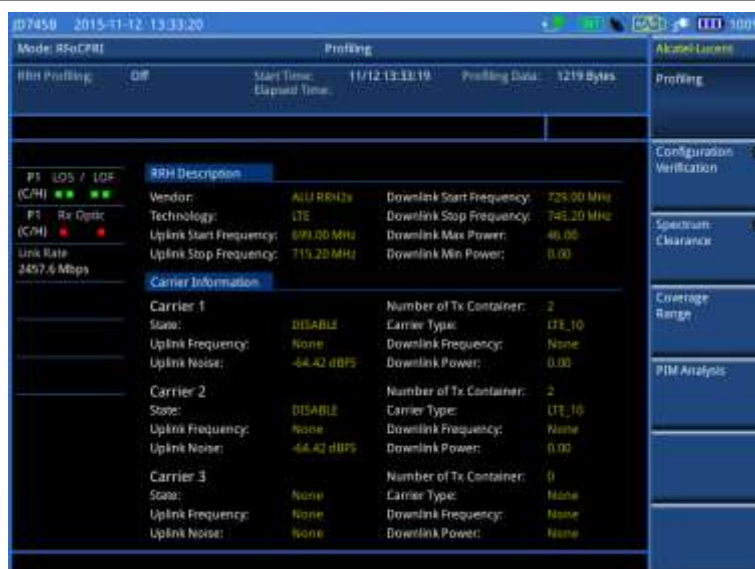 JD745B 2015-11-12 13:33:20 100%
Mode: RFoCPRI Profiling Alcatel-Lucent
RRH Profiling: Off Start Time: 11/12 13:33:19 Profiling Data: 1219 Bytes
Elapsed Time:
Profiling
Configuration Verification
Spectrum Clearance
Coverage Range
PIM Analysis
P1 LOS / LOF
(C/H)
P1 Rx Optic
(C/H)
Link Rate
2457.6 Mbps
RRH Description
Vendor: ALU RRH2x Downlink Start Frequency: 729.00 MHz
Technology: LTE Downlink Stop Frequency: 745.20 MHz
Uplink Start Frequency: 699.00 MHz Downlink Max Power: 46.00
Uplink Stop Frequency: 715.20 MHz Downlink Min Power: 0.00
Carrier Information
Carrier 1 Number of Tx Container: 2
State: DISABLE Carrier Type: LTE_10
Uplink Frequency: None Downlink Frequency: None
Uplink Noise: -64.42 dBFS Downlink Power: 0.00
Carrier 2 Number of Tx Container: 2
State: DISABLE Carrier Type: LTE_10
Uplink Frequency: None Downlink Frequency: None
Uplink Noise: -64.42 dBFS Downlink Power: 0.00
Carrier 3 Number of Tx Container: 0
State: None Carrier Type: None
Uplink Frequency: None Downlink Frequency: None
Uplink Noise: None Downlink Power: None